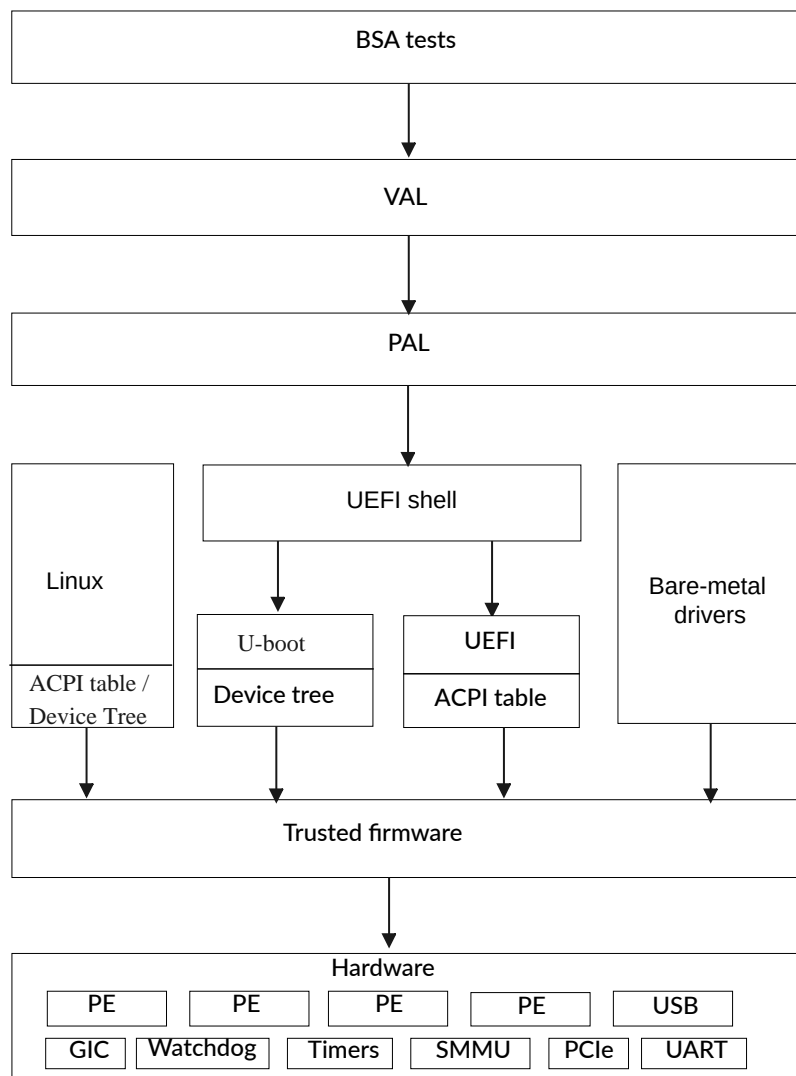 BSA tests
VAL
PAL
UEFI shell
Linux
ACPI table /
Device Tree
U-boot
Device tree
UEFI
ACPI table
Bare-metal
drivers
Trusted firmware
Hardware
PE
PE
PE
PE
USB
GIC
Watchdog
Timers
SMMU
PCIe
UART